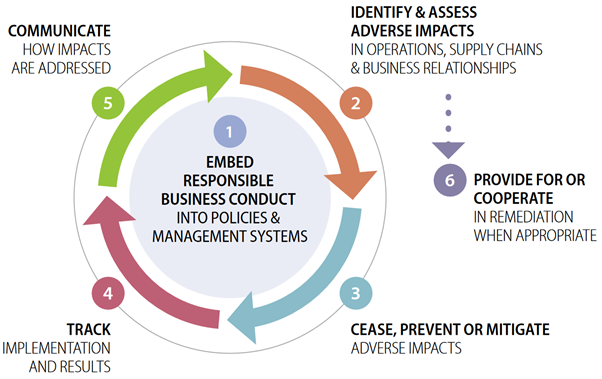 1
EMBED
RESPONSIBLE
BUSINESS CONDUCT
INTO POLICIES &
MANAGEMENT SYSTEMS
2
IDENTIFY & ASSESS
ADVERSE IMPACTS
IN OPERATIONS, SUPPLY CHAINS
& BUSINESS RELATIONSHIPS
3
CEASE, PREVENT OR MITIGATE
ADVERSE IMPACTS
4
TRACK
IMPLEMENTATION
AND RESULTS
5
COMMUNICATE
HOW IMPACTS
ARE ADDRESSED
6
PROVIDE FOR OR
COOPERATE
IN REMEDIATION
WHEN APPROPRIATE